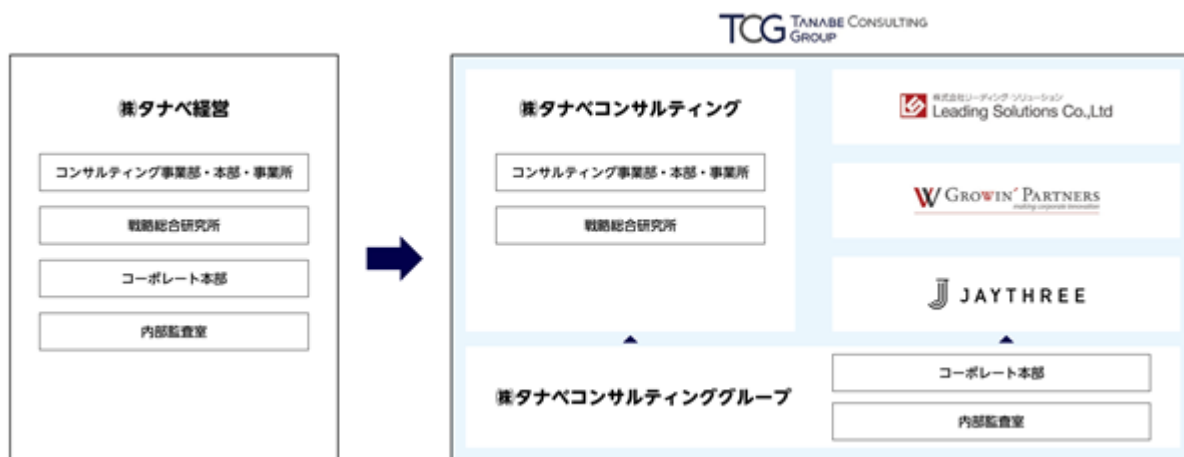 TCG TANABE CONSULTING GROUP
㈱タナベ経営
コンサルティング事業部・本部・事業所
戦略総合研究所
コーポレート本部
内部監査室
㈱タナベコンサルティング
コンサルティング事業部・本部・事業所
戦略総合研究所
株式会社リーディング・ソリューション
Leading Solutions Co.,Ltd
GROWIN' PARTNERS
making corporate innovation
JAYTHREE
㈱タナベコンサルティンググループ
コーポレート本部
内部監査室